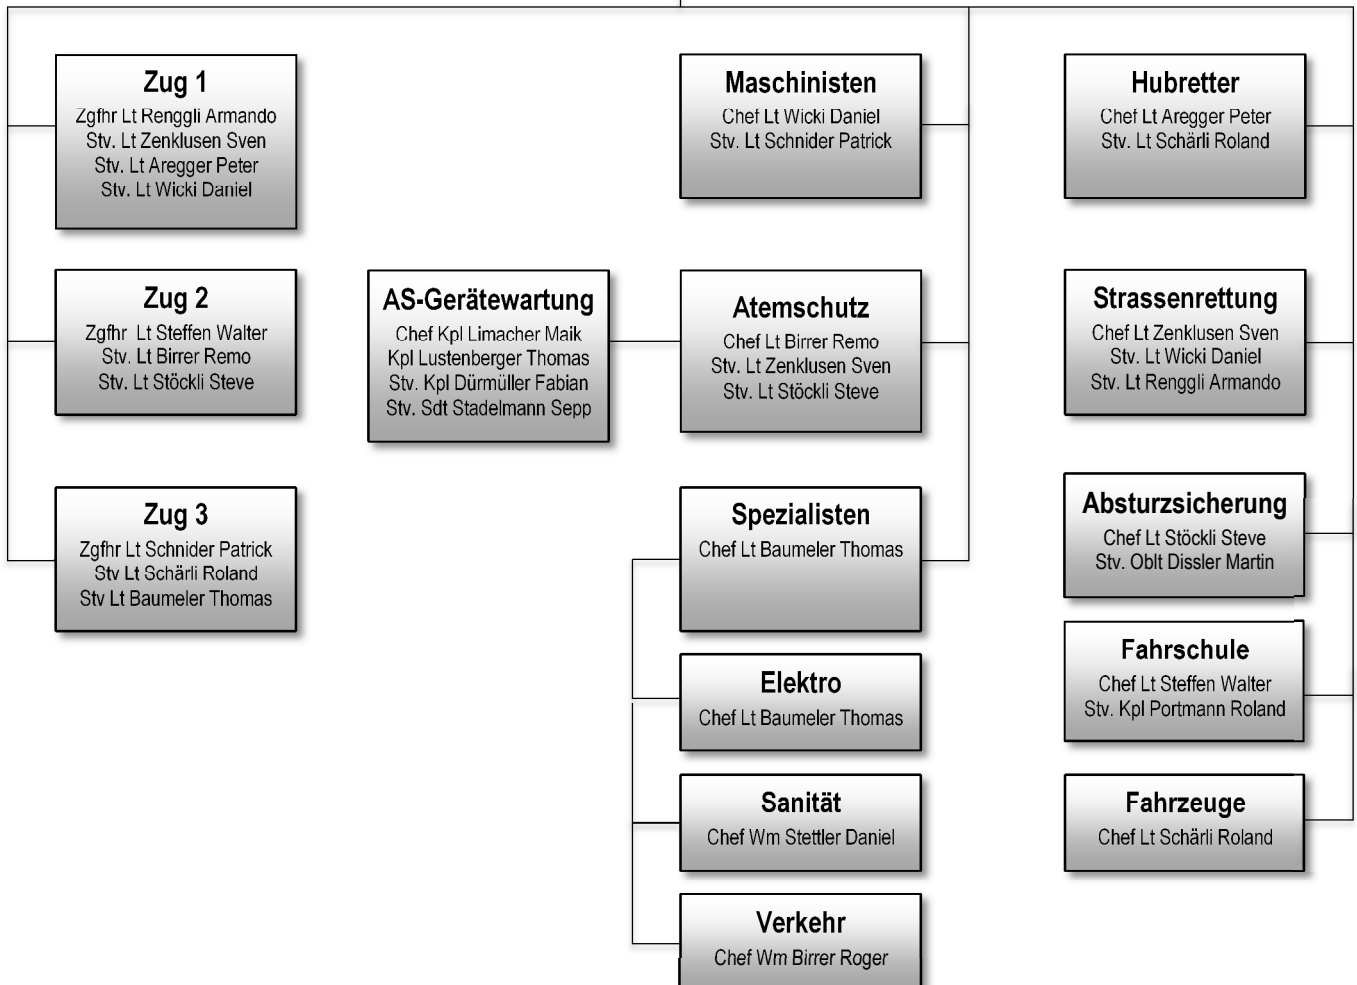 Zug 1
Zgfhr Lt Renggli Armando
Stv. Lt Zenklusen Sven
Stv. Lt Aregger Peter
Stv. Lt Wicki Daniel
Zug 2
Zgfhr Lt Steffen Walter
Stv. Lt Birrer Remo
Stv. Lt Stöckli Steve
Zug 3
Zgfhr Lt Schnider Patrick
Stv Lt Schärli Roland
Stv Lt Baumeler Thomas
AS-Gerätewartung
Chef Kpl Limacher Maik
Kpl Lustenberger Thomas
Stv. Kpl Dürmüller Fabian
Stv. Sdt Stadelmann Sepp
Maschinisten
Chef Lt Wicki Daniel
Stv. Lt Schnider Patrick
Atemschutz
Chef Lt Birrer Remo
Stv. Lt Zenklusen Sven
Stv. Lt Stöckli Steve
Spezialisten
Chef Lt Baumeler Thomas
Elektro
Chef Lt Baumeler Thomas
Sanität
Chef Wm Stettler Daniel
Verkehr
Chef Wm Birrer Roger
Hubretter
Chef Lt Aregger Peter
Stv. Lt Schärli Roland
Strassenrettung
Chef Lt Zenklusen Sven
Stv. Lt Wicki Daniel
Stv. Lt Renggli Armando
Absturzsicherung
Chef Lt Stöckli Steve
Stv. Oblt Dissler Martin
Fahrschule
Chef Lt Steffen Walter
Stv. Kpl Portmann Roland
Fahrzeuge
Chef Lt Schärli Roland